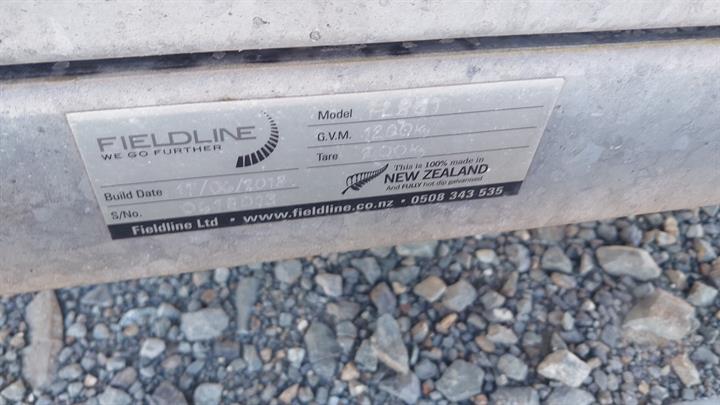 FIELDLINE
WE GO FURTHER
Build Date
S/No.
Model
G.V.M. 1200kg
Tare
This is 100% made in
NEW ZEALAND
And FULLY hot dip galvanised
Fieldline Ltd • www.fieldline.co.nz • 0508 343 535